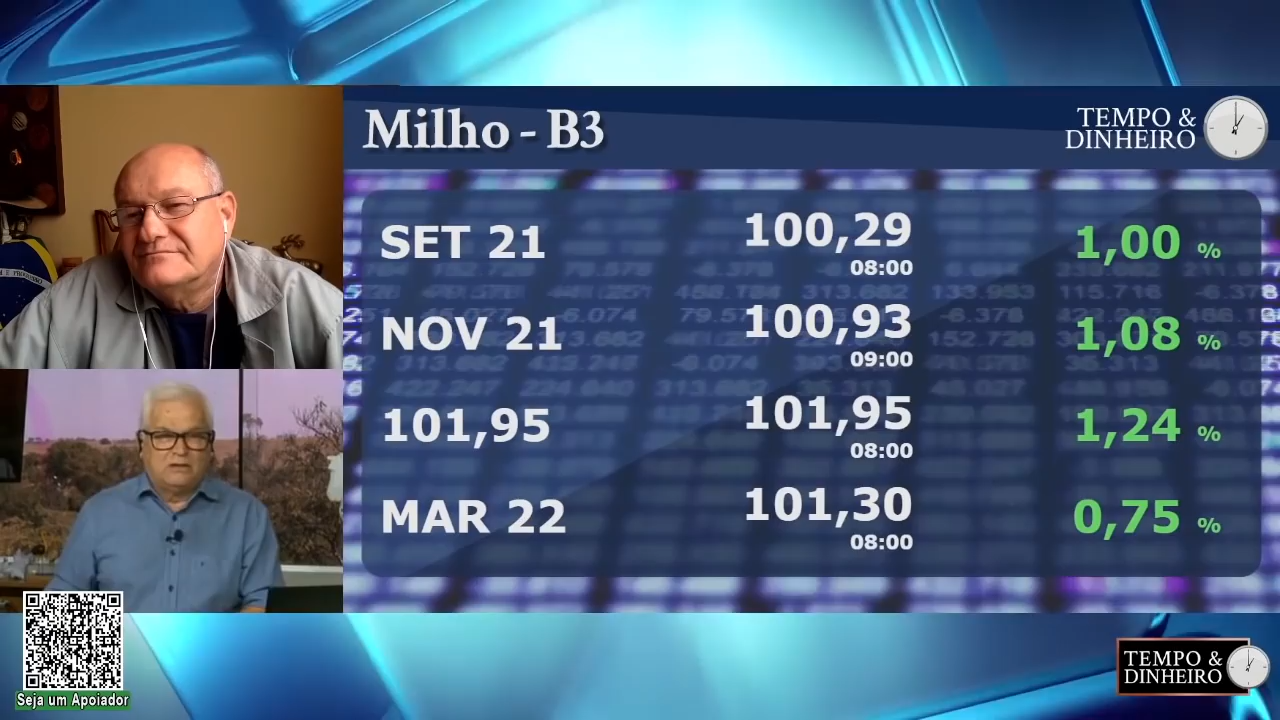 Milho - B3
TEMPO &
DINHEIRO
SET 21
100,29
08:00
1,00 %
NOV 21
100,93
09:00
1,08 %
101,95
101,95
08:00
1,24 %
MAR 22
101,30
08:00
0,75 %
Seja um Apoiador
TEMPO &
DINHEIRO